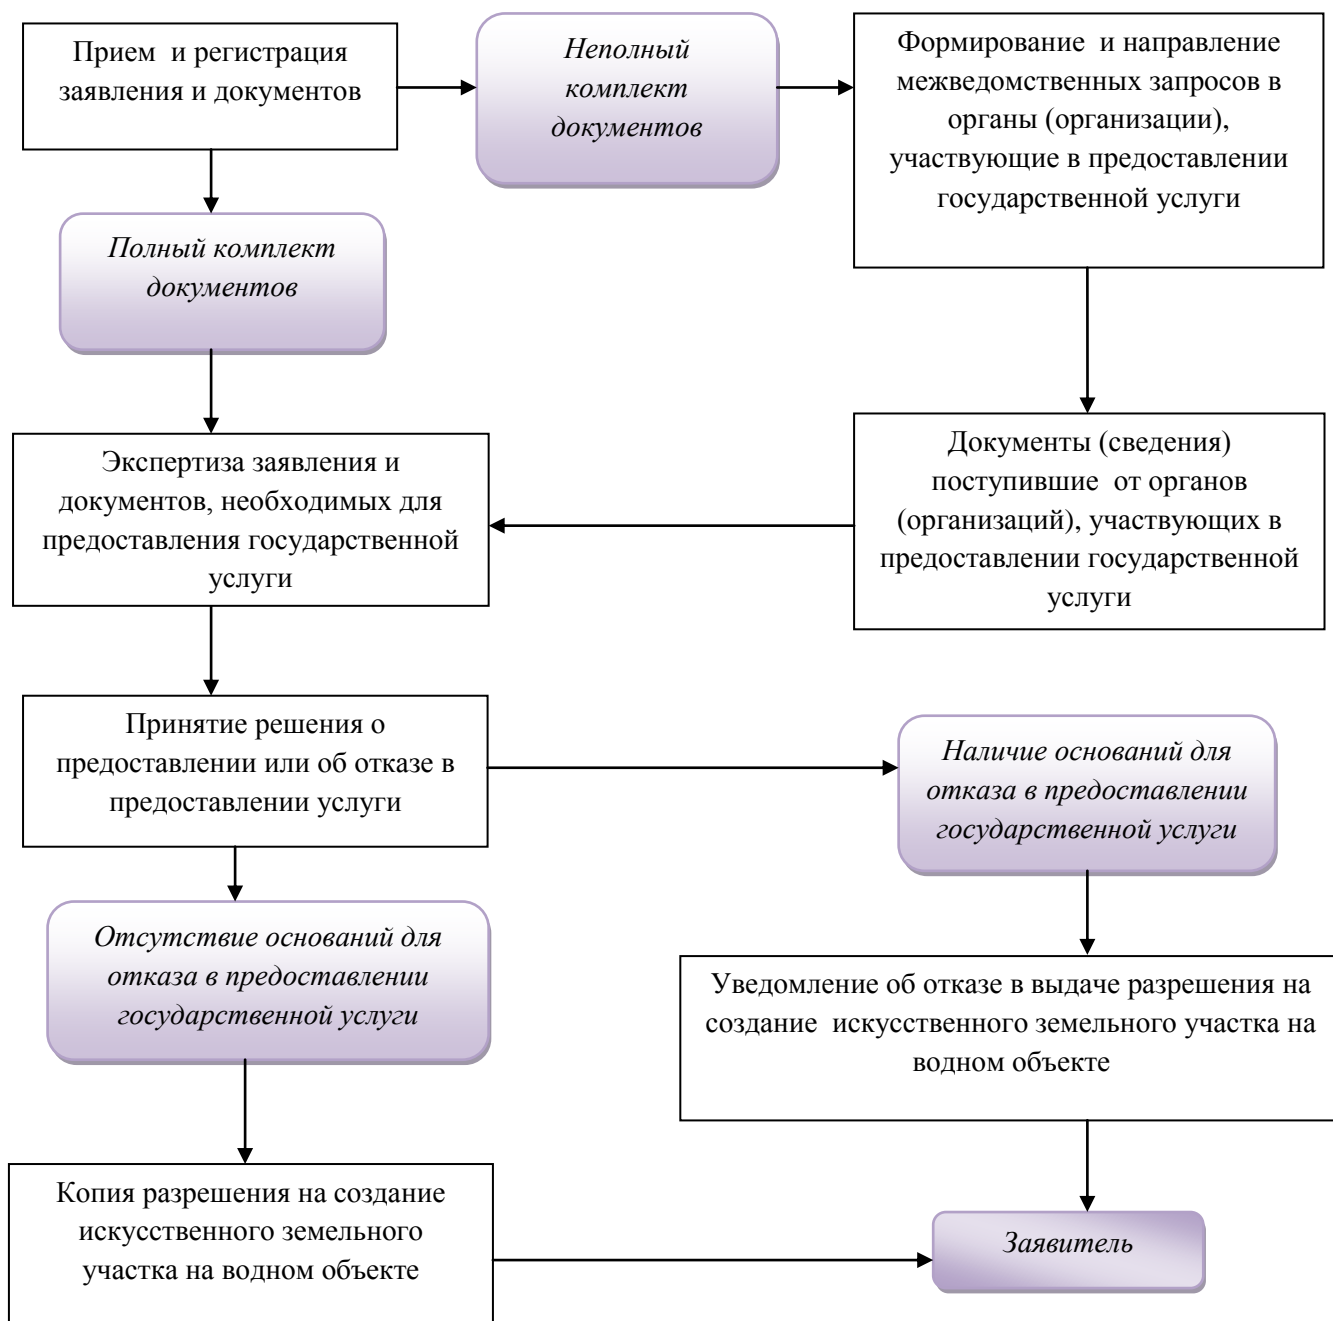 Прием и регистрация
заявления и документов
Неполный
комплект
документов
Формирование и направление
межведомственных запросов в
органы (организации),
участвующие в предоставлении
государственной услуги
Полный комплект
документов
Экспертиза заявления и
документов, необходимых для
предоставления государственной
услуги
Документы (сведения)
поступившие от органов
(организаций), участвующих в
предоставлении государственной
услуги
Принятие решения о
предоставлении или об отказе в
предоставлении услуги
Наличие оснований для
отказа в предоставлении
государственной услуги
Отсутствие оснований для
отказа в предоставлении
государственной услуги
Уведомление об отказе в выдаче разрешения на
создание искусственного земельного участка на
водном объекте
Копия разрешения на создание
искусственного земельного
участка на водном объекте
Заявитель